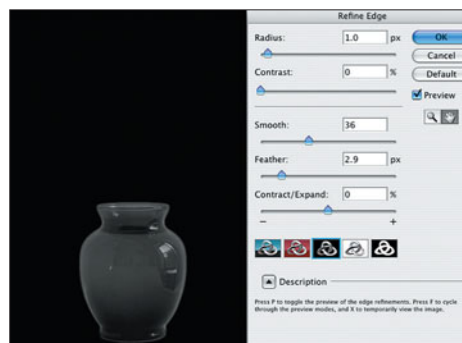 Refine Edge
Radius: 1.0 px
OK
Cancel
Contrast: 0 %
Default
Preview
Smooth: 36
Feather: 2.9 px
Contract/Expand: 0 %
− +
Description
Press P to toggle the preview of the edge refinements. Press F to cycle
through the preview modes, and X to temporarily view the image.